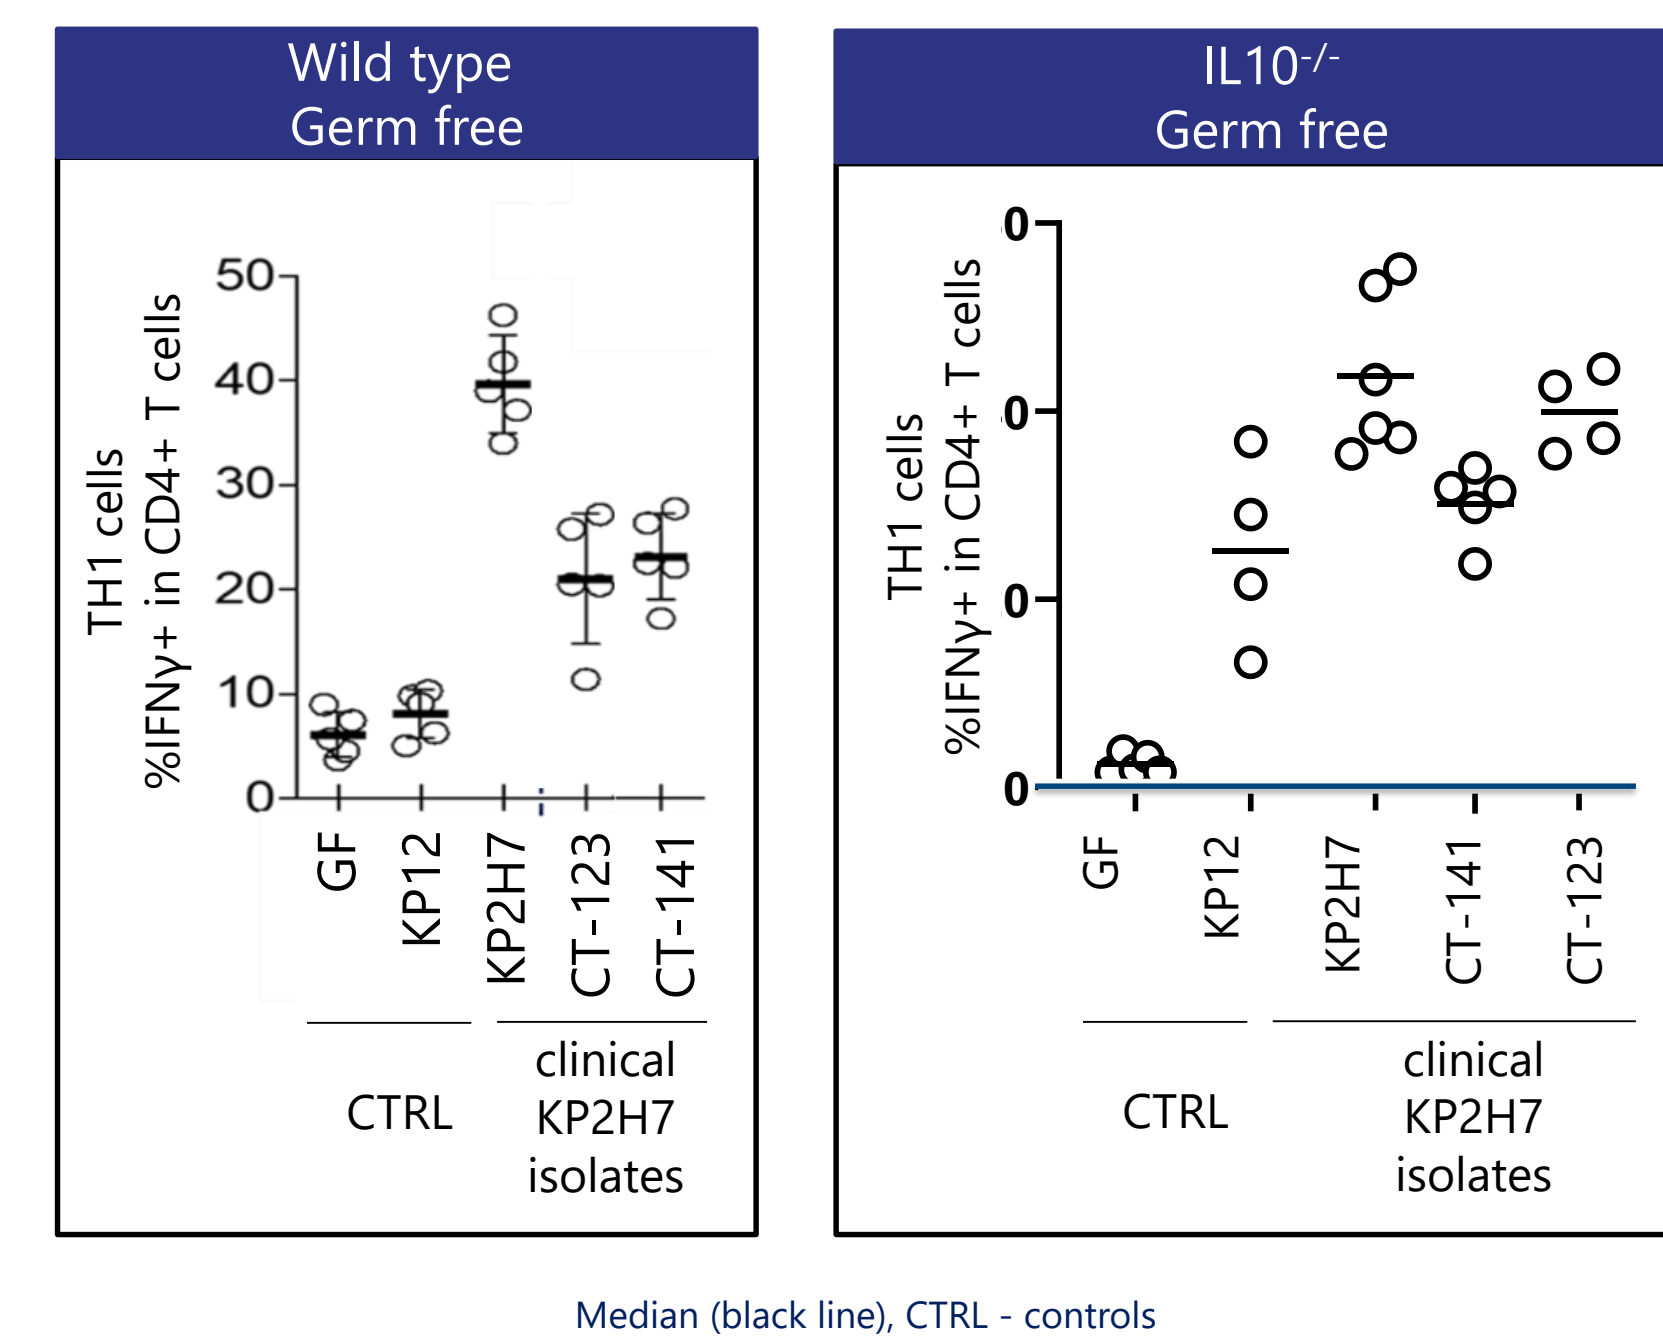 Wild type
Germ free
TH1 cells
%IFNγ+ in CD4+ T cells
50
40
30
20
10
0
GF
KP12
KP2H7
CT-123
CT-141
CTRL
clinical
KP2H7
isolates
IL10-/-
Germ free
TH1 cells
%IFNγ+ in CD4+ T cells
0
0
0
0
GF
KP12
KP2H7
CT-141
CT-123
CTRL
clinical
KP2H7
isolates
Median (black line), CTRL - controls